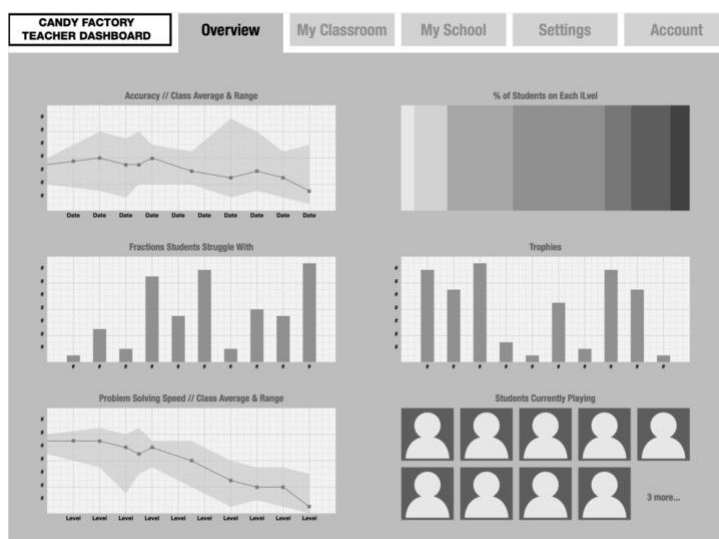 CANDY FACTORY
TEACHER DASHBOARD
Overview
My Classroom
My School
Settings
Account
Accuracy // Class Average & Range
#
#
#
#
#
#
#
Date Date Date Date Date Date Date Date Date Date
% of Students on Each lLvel
Fractions Students Struggle With
#
#
#
#
#
#
#
# # # # # # # # # #
Trophies
#
#
#
#
#
#
#
# # # # # # # # # #
Problem Solving Speed // Class Average & Range
#
#
#
#
#
#
#
Level Level Level Level Level Level Level Level Level Level
Students Currently Playing
3 more...